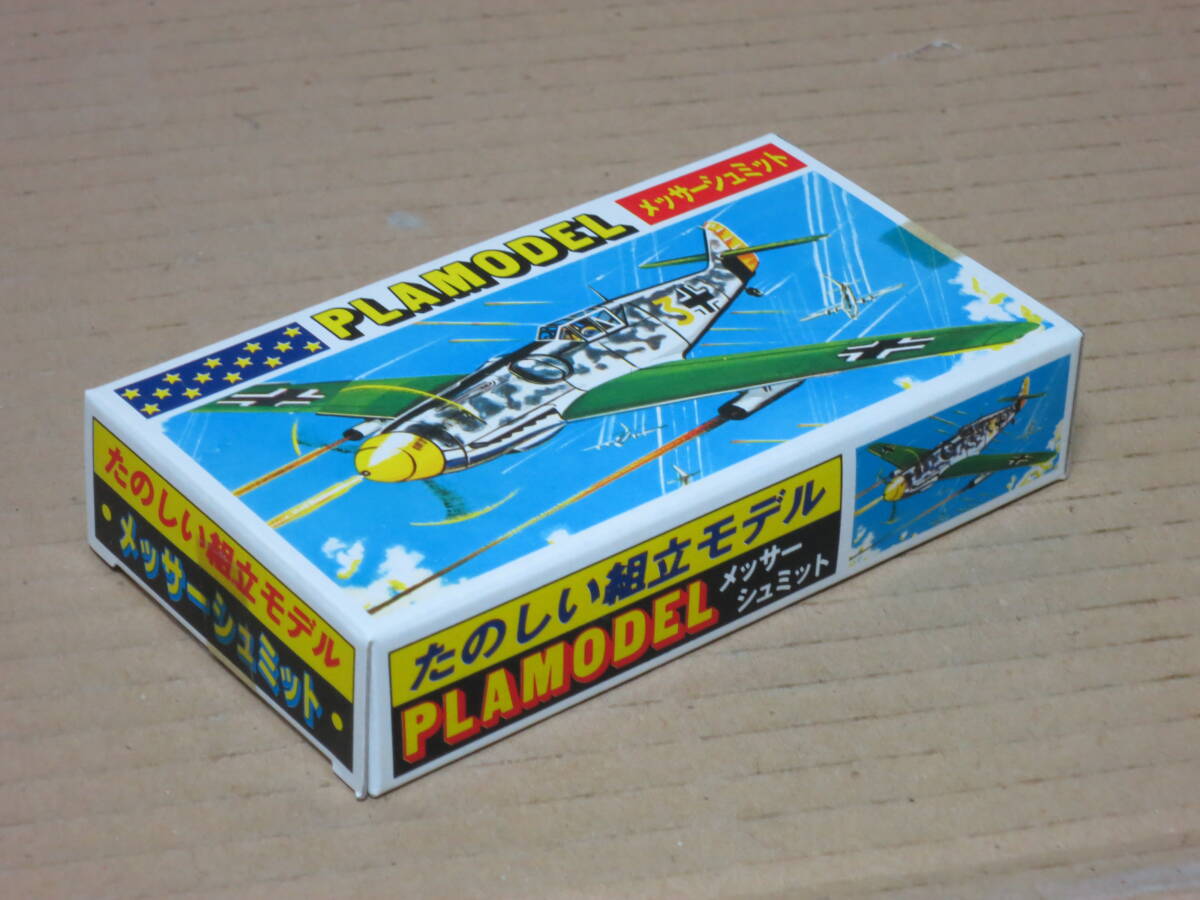 PLAMODEL
メッサーシュミット
3
たのしい組立モデル
・メッサーシュミット・
たのしい組立モデル
PLAMODEL
メッサー
シュミット